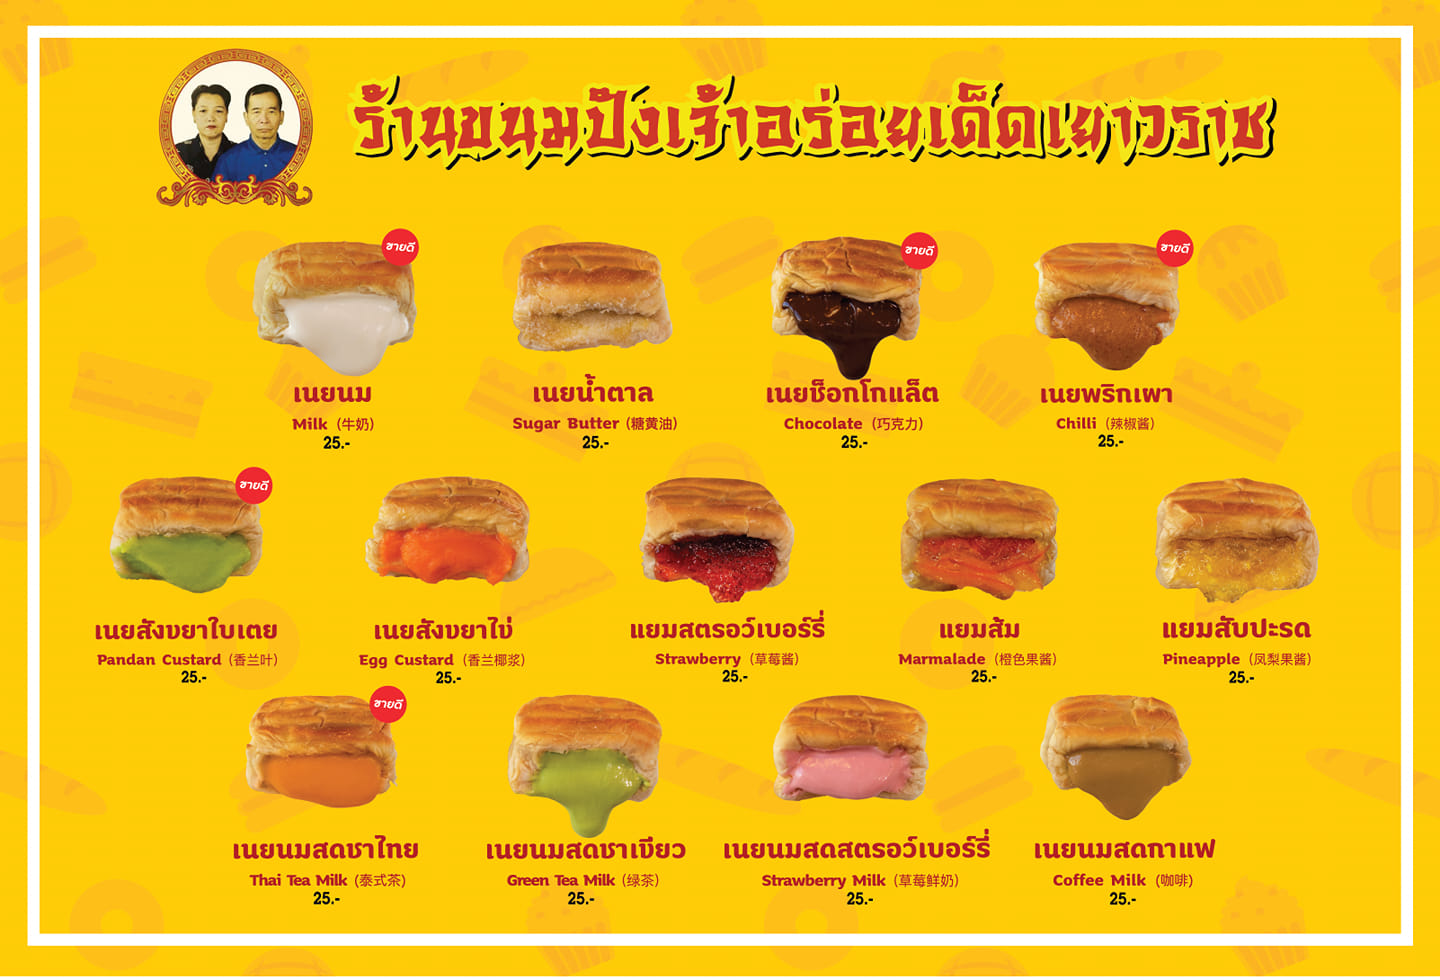 ร้านขนมปังเจ้าอร่อยเด็ดเยาวราช
ขายดี
ขายดี
ขายดี
เนยนม
เนยน้ำตาล
เนยช็อกโกแล็ต
เนยพริกเผา
Milk (牛奶)
Sugar Butter (糖黄油)
Chocolate (巧克力)
Chilli (辣椒酱)
25.-
25.-
25.-
25.-
ขายดี
เนยสังขยาใบเตย
เนยสังขยาไข่
แยมสตรอว์เบอร์รี่
แยมส้ม
แยมสับปะรด
Pandan Custard (香兰叶)
Egg Custard (香兰椰浆)
Strawberry (草莓酱)
Marmalade (橙色果酱)
Pineapple (凤梨果酱)
25.-
25.-
25.-
25.-
25.-
ขายดี
เนยนมสดชาไทย
เนยนมสดชาเขียว
เนยนมสดสตรอว์เบอร์รี่
เนยนมสดกาแฟ
Thai Tea Milk (泰式茶)
Green Tea Milk (绿茶)
Strawberry Milk (草莓鲜奶)
Coffee Milk (咖啡)
25.-
25.-
25.-
25.-